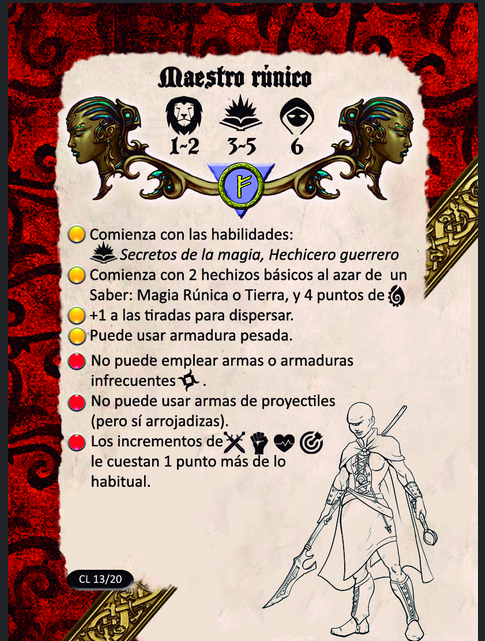 Maestro rúnico
1-2 3-5 6
Comienza con las habilidades:
Secretos de la magia, Hechicero guerrero
Comienza con 2 hechizos básicos al azar de un
Saber: Magia Rúnica o Tierra, y 4 puntos de
+1 a las tiradas para dispersar.
Puede usar armadura pesada.
No puede emplear armas o armaduras
infrecuentes .
No puede usar armas de proyectiles
(pero sí arrojadizas).
Los incrementos de
le cuestan 1 punto más de lo
habitual.
CL 13/20